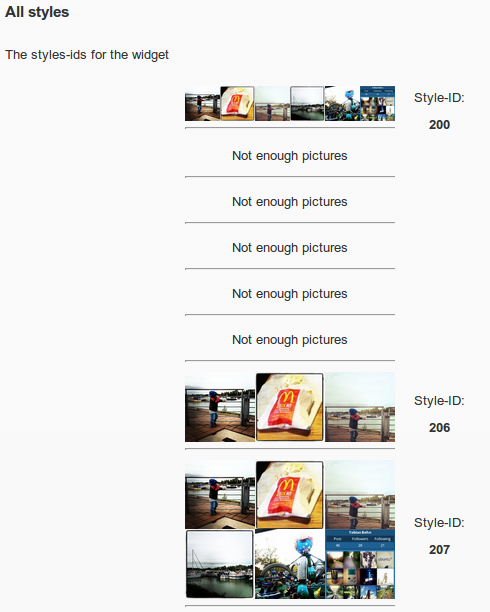 All styles
The styles-ids for the widget
Style-ID:
200
Not enough pictures
Not enough pictures
Not enough pictures
Not enough pictures
Not enough pictures
Style-ID:
206
Style-ID:
207